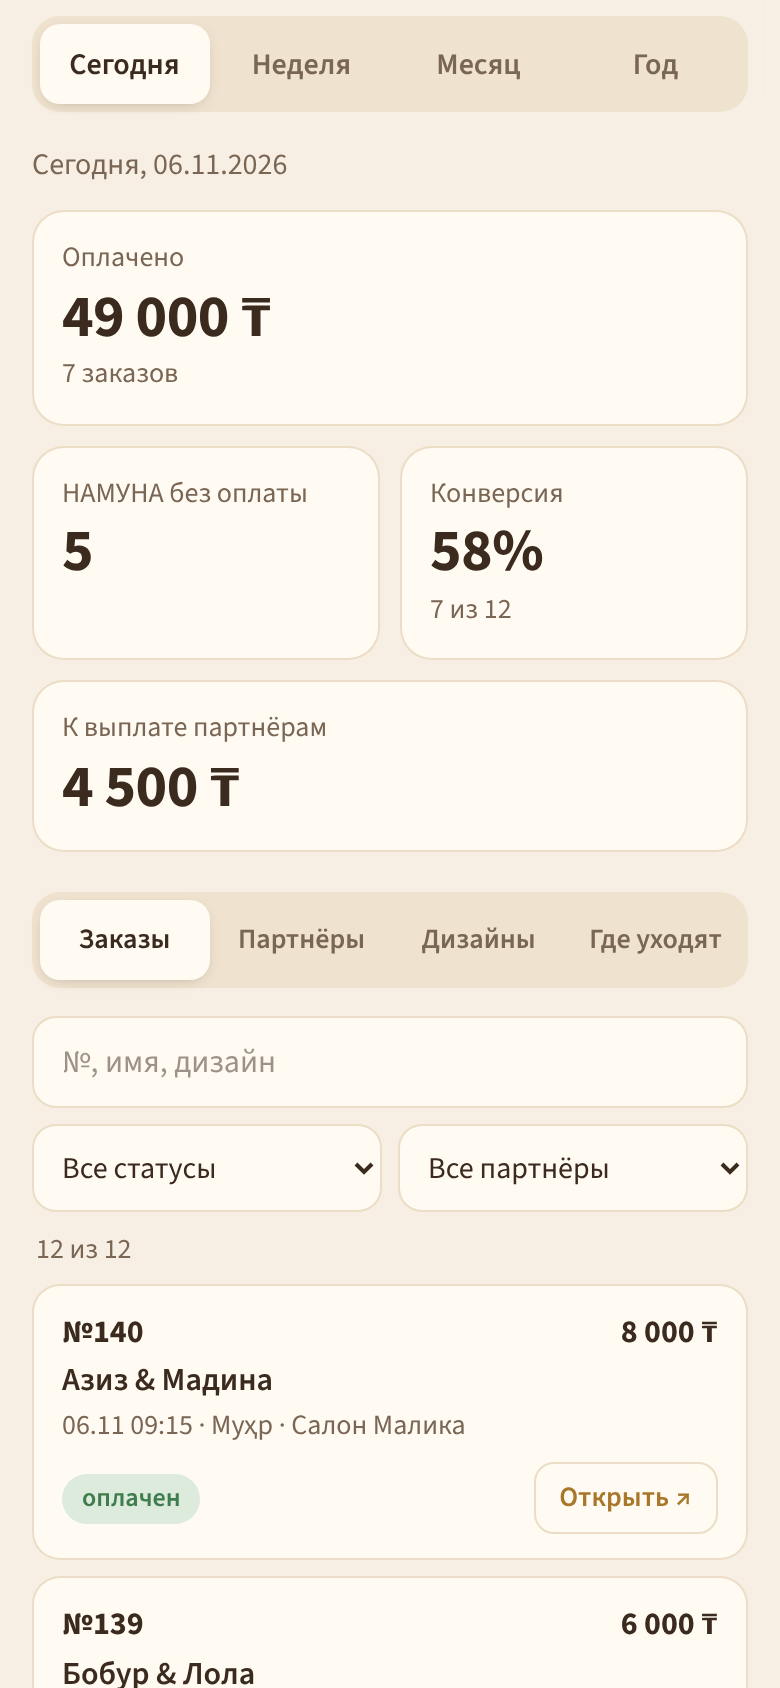 Сегодня Неделя Месяц Год
Сегодня, 06.11.2026
Оплачено
49 000 ₸
7 заказов
НАМУНА без оплаты
5
Конверсия
58%
7 из 12
К выплате партнёрам
4 500 ₸
Заказы Партнёры Дизайны Где уходят
№, имя, дизайн
Все статусы Все партнёры
12 из 12
№140 8 000 ₸
Азиз & Мадина
06.11 09:15 · Муҳр · Салон Малика
оплачен Открыть ↗
№139 6 000 ₸
Бобур & Лола